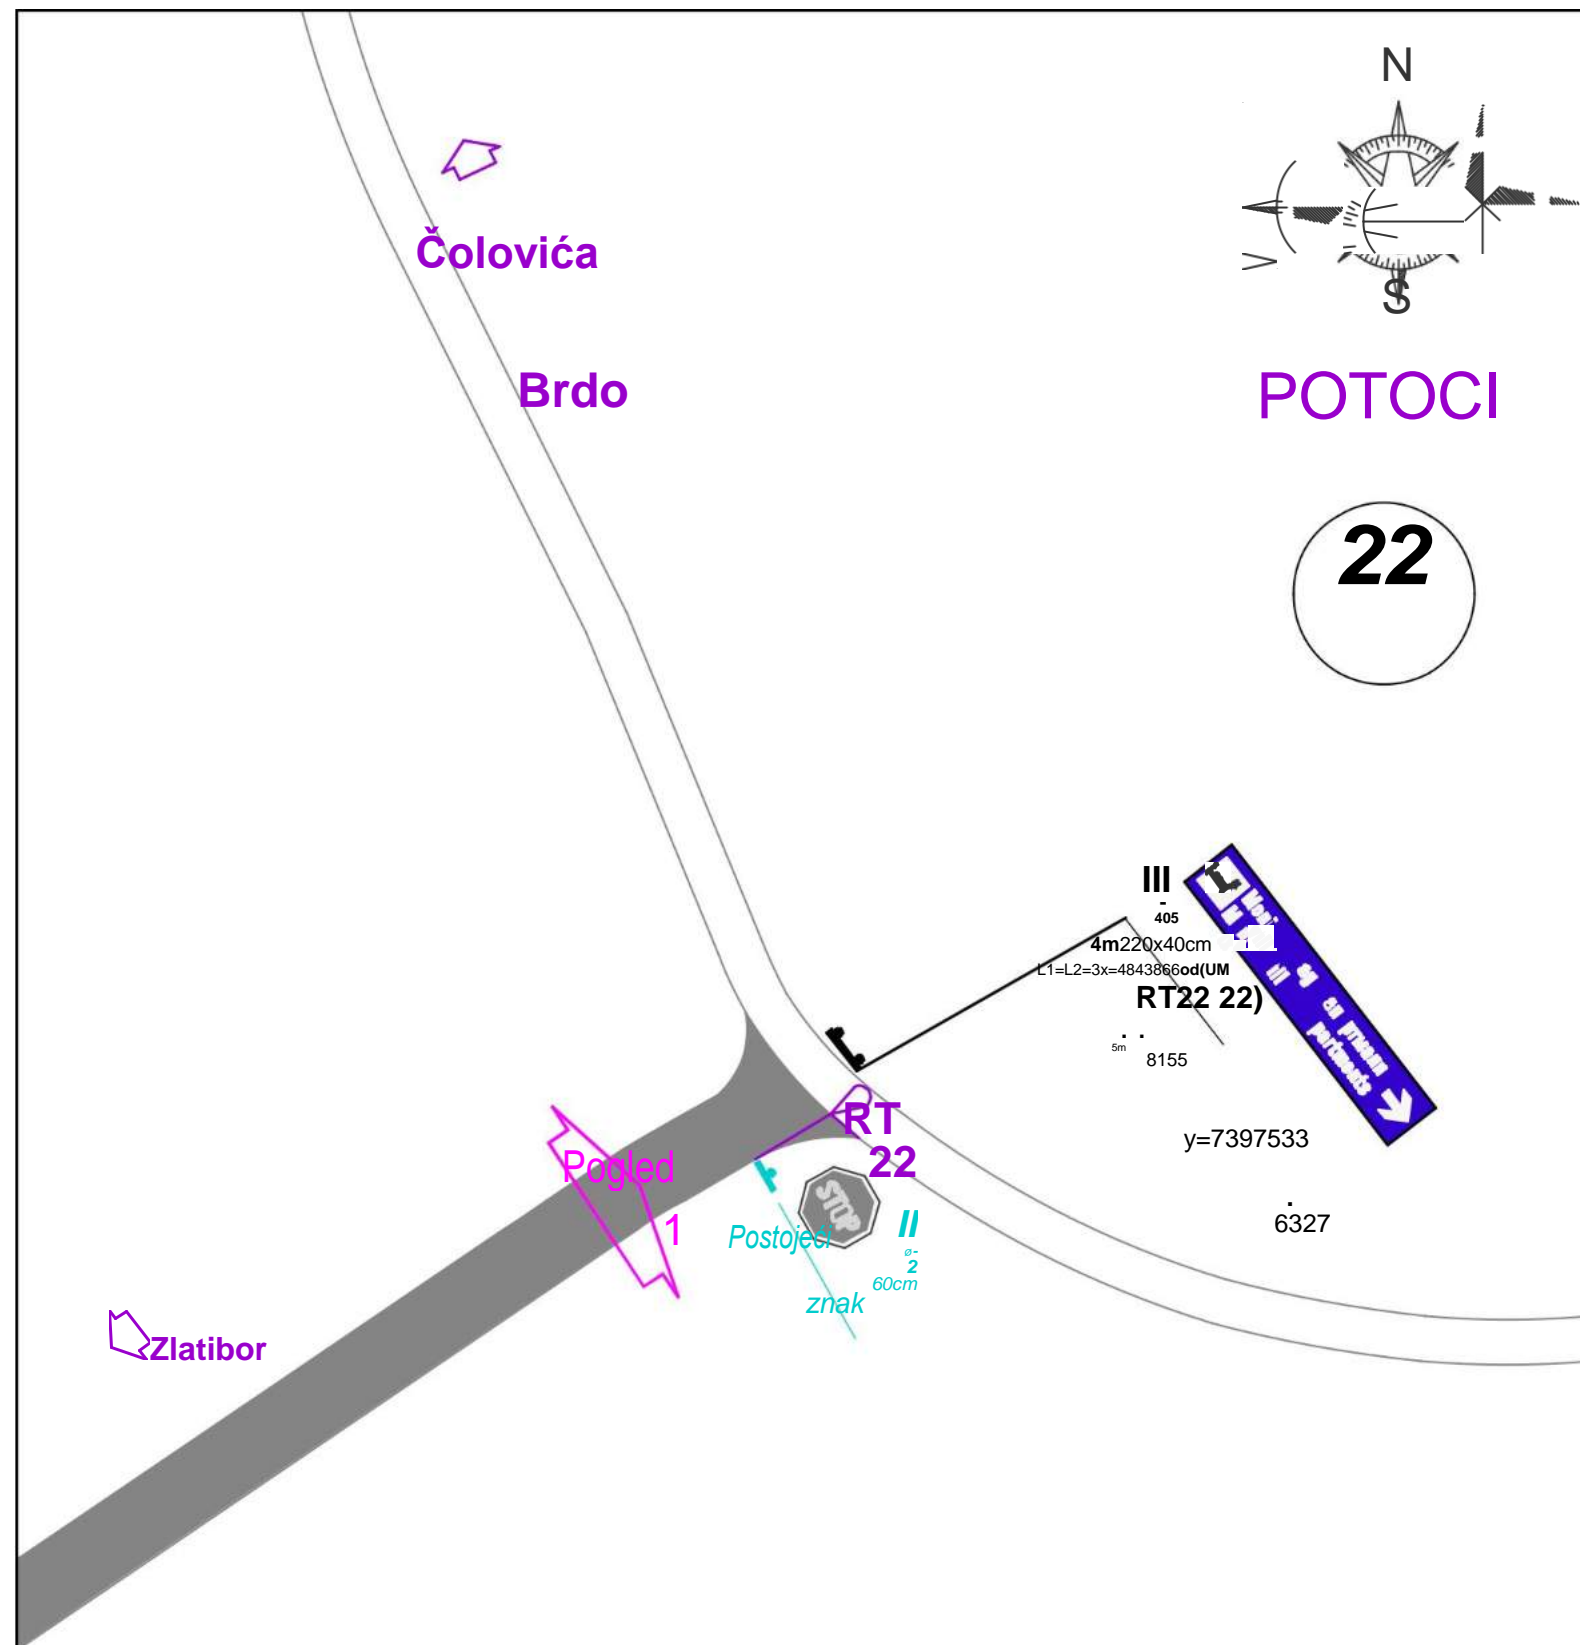 N
S
Čolovića
Brdo
POTOCI
22
III
-
405
4m220x40cm
L1=L2=3x=4843866od(UM
RT22 22)
. .
5m
8155
y=7397533
.
6327
RT
22
Pogled
1
STOP
Postojeći
znak
II
ø-
2
60cm
Zlatibor